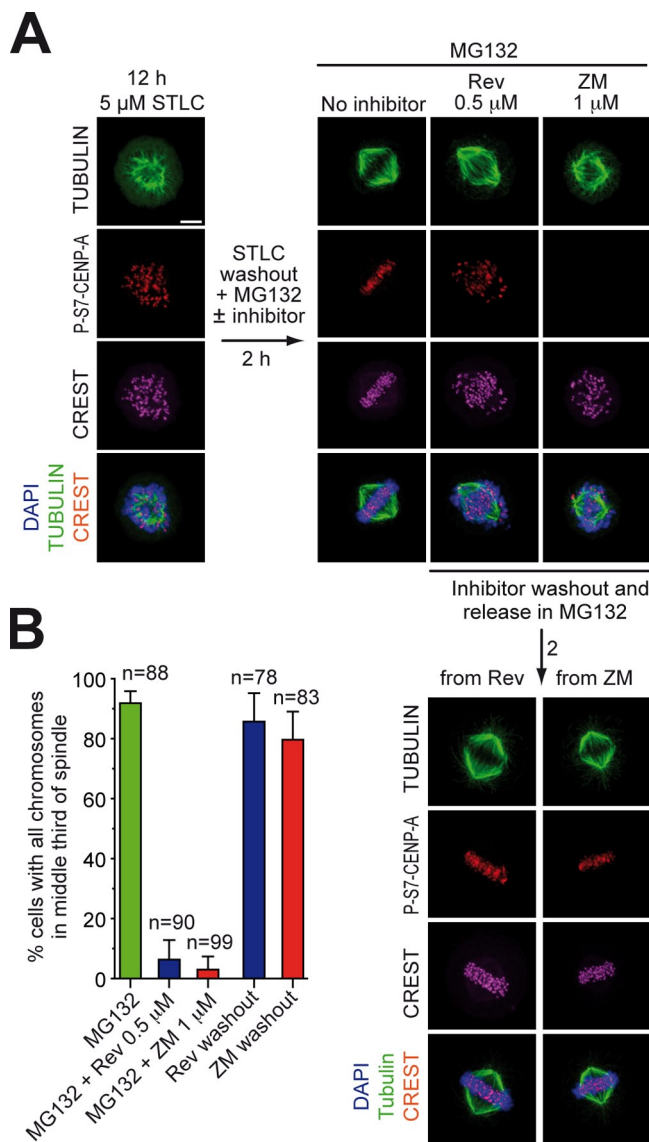 A
12 h
5 µM STLC
TUBULIN
P-S7-CENP-A
CREST
DAPI
TUBULIN
CREST
STLC
washout
+ MG132
± inhibitor
2 h
MG132
No inhibitor
Rev
0.5 µM
ZM
1 µM
Inhibitor washout and
release in MG132
2
from Rev
from ZM
TUBULIN
P-S7-CENP-A
CREST
DAPI
Tubulin
CREST
B
% cells with all chromosomes
in middle third of spindle
100
80
60
40
20
0
n=88
n=90
n=99
n=78
n=83
MG132
MG132 + Rev 0.5 µM
MG132 + ZM 1 µM
Rev washout
ZM washout